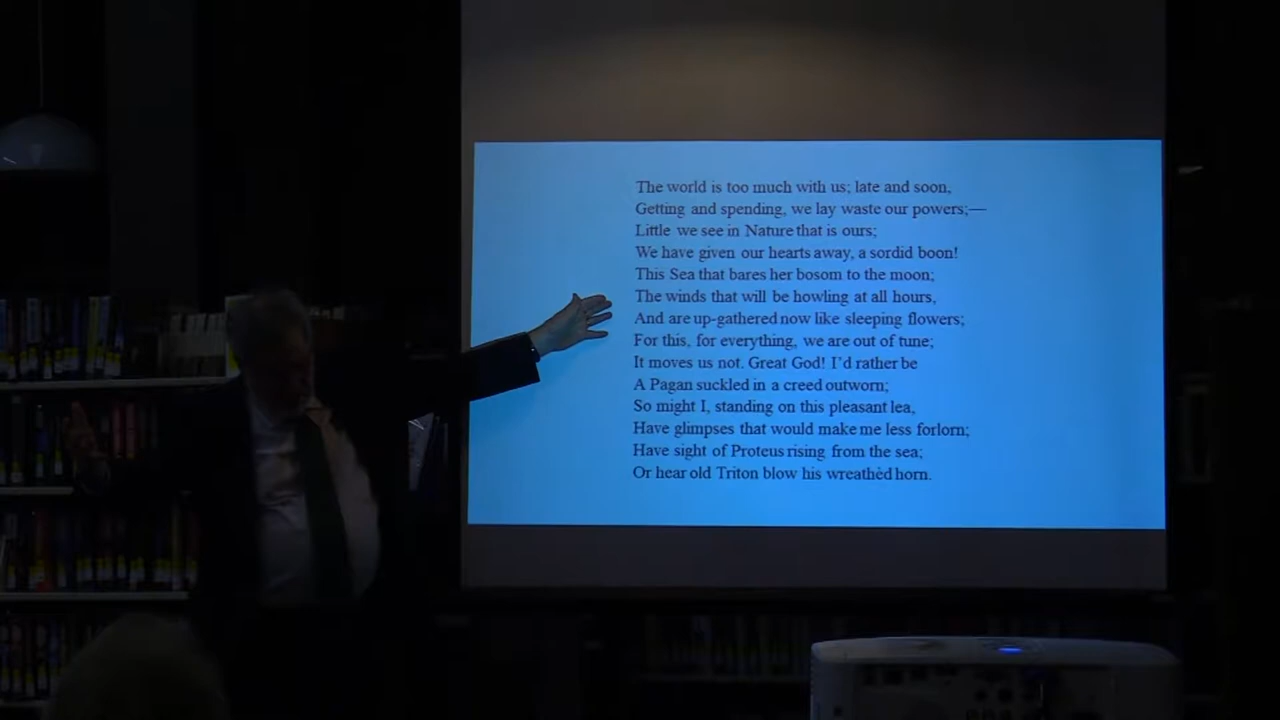 The world is too much with us; late and soon,
Getting and spending, we lay waste our powers;—
Little we see in Nature that is ours;
We have given our hearts away, a sordid boon!
This Sea that bares her bosom to the moon;
The winds that will be howling at all hours,
And are up-gathered now like sleeping flowers;
For this, for everything, we are out of tune;
It moves us not. Great God! I'd rather be
A Pagan suckled in a creed outworn;
So might I, standing on this pleasant lea,
Have glimpses that would make me less forlorn;
Have sight of Proteus rising from the sea;
Or hear old Triton blow his wreathèd horn.